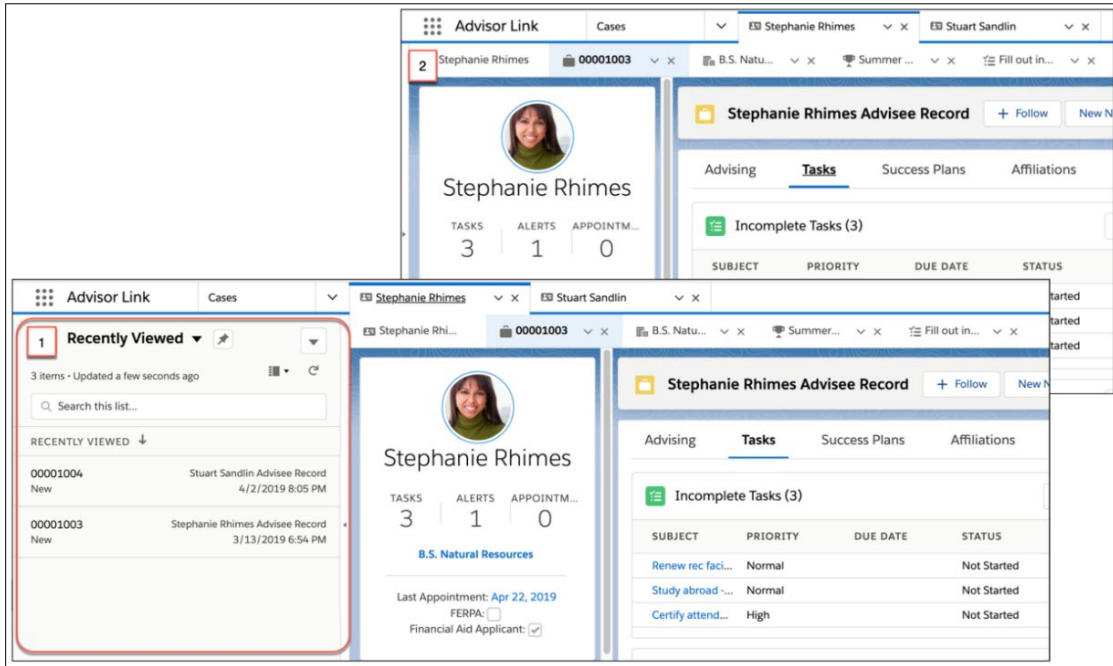 Advisor Link Cases Stephanie Rhimes Stuart Sandlin
2 Stephanie Rhimes 00001003 B.S. Natu... Summer ... Fill out in...
Stephanie Rhimes Advisee Record + Follow New N
Stephanie Rhimes
Advising Tasks Success Plans Affiliations
TASKS ALERTS APPOINTM...
3 1 0
Incomplete Tasks (3)
SUBJECT PRIORITY DUE DATE STATUS
tarted
tarted
tarted
Advisor Link Cases Stephanie Rhimes Stuart Sandlin
1 Recently Viewed
3 items • Updated a few seconds ago
Search this list...
RECENTLY VIEWED
00001004 Stuart Sandlin Advisee Record
New 4/2/2019 8:05 PM
00001003 Stephanie Rhimes Advisee Record
New 3/13/2019 6:54 PM
Stephanie Rhi... 00001003 B.S. Natu... Summer... Fill out in...
Stephanie Rhimes
TASKS ALERTS APPOINTM...
3 1 0
B.S. Natural Resources
Last Appointment: Apr 22, 2019
FERPA:
Financial Aid Applicant:
Stephanie Rhimes Advisee Record + Follow New N
Advising Tasks Success Plans Affiliations
Incomplete Tasks (3)
SUBJECT PRIORITY DUE DATE STATUS
Renew rec faci... Normal Not Started
Study abroad -... Normal Not Started
Certify attend... High Not Started